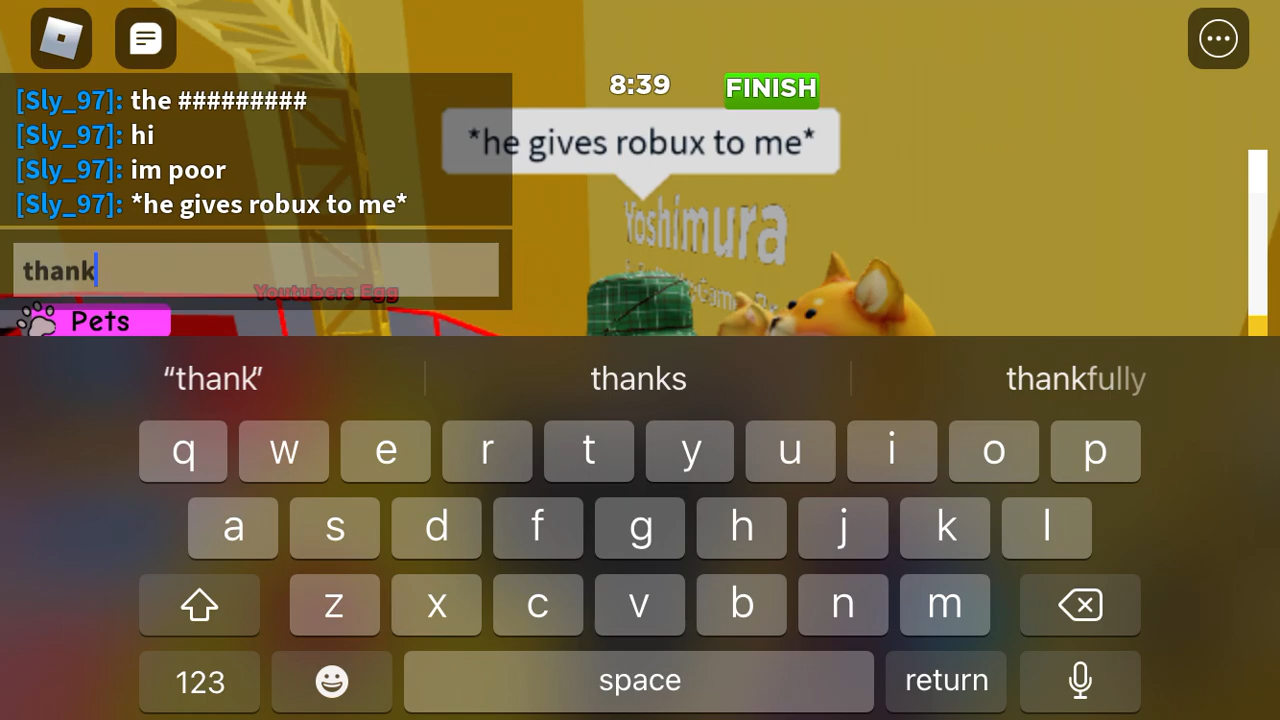 [Sly_97]: the #########
[Sly_97]: hi
[Sly_97]: im poor
[Sly_97]: *he gives robux to me*
8:39
FINISH
*he gives robux to me*
Yoshimura
thank
Youtubers Egg
Pets
“thank”
thanks
thankfully
q w e r t y u i o p
a s d f g h j k l
z x c v b n m
123
space
return